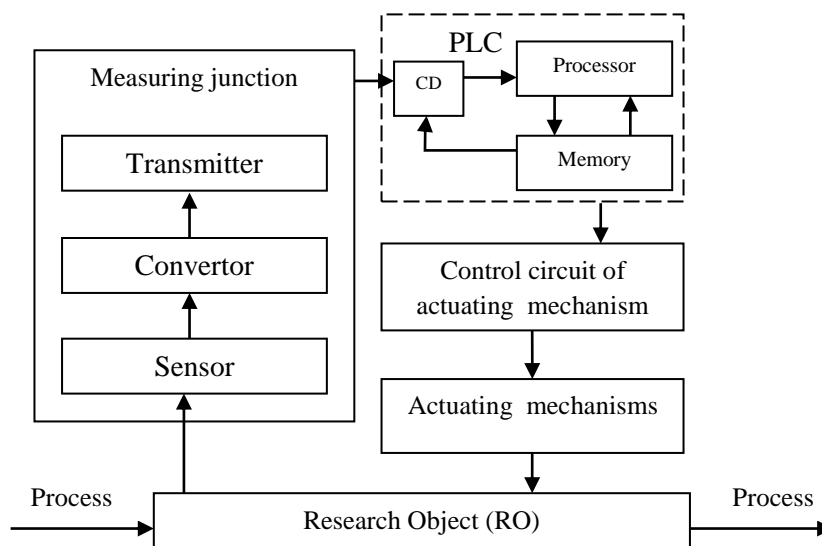 PLC
Measuring junction
CD
Processor
Memory
Transmitter
Convertor
Sensor
Control circuit of
actuating mechanism
Actuating mechanisms
Process
Research Object (RO)
Process